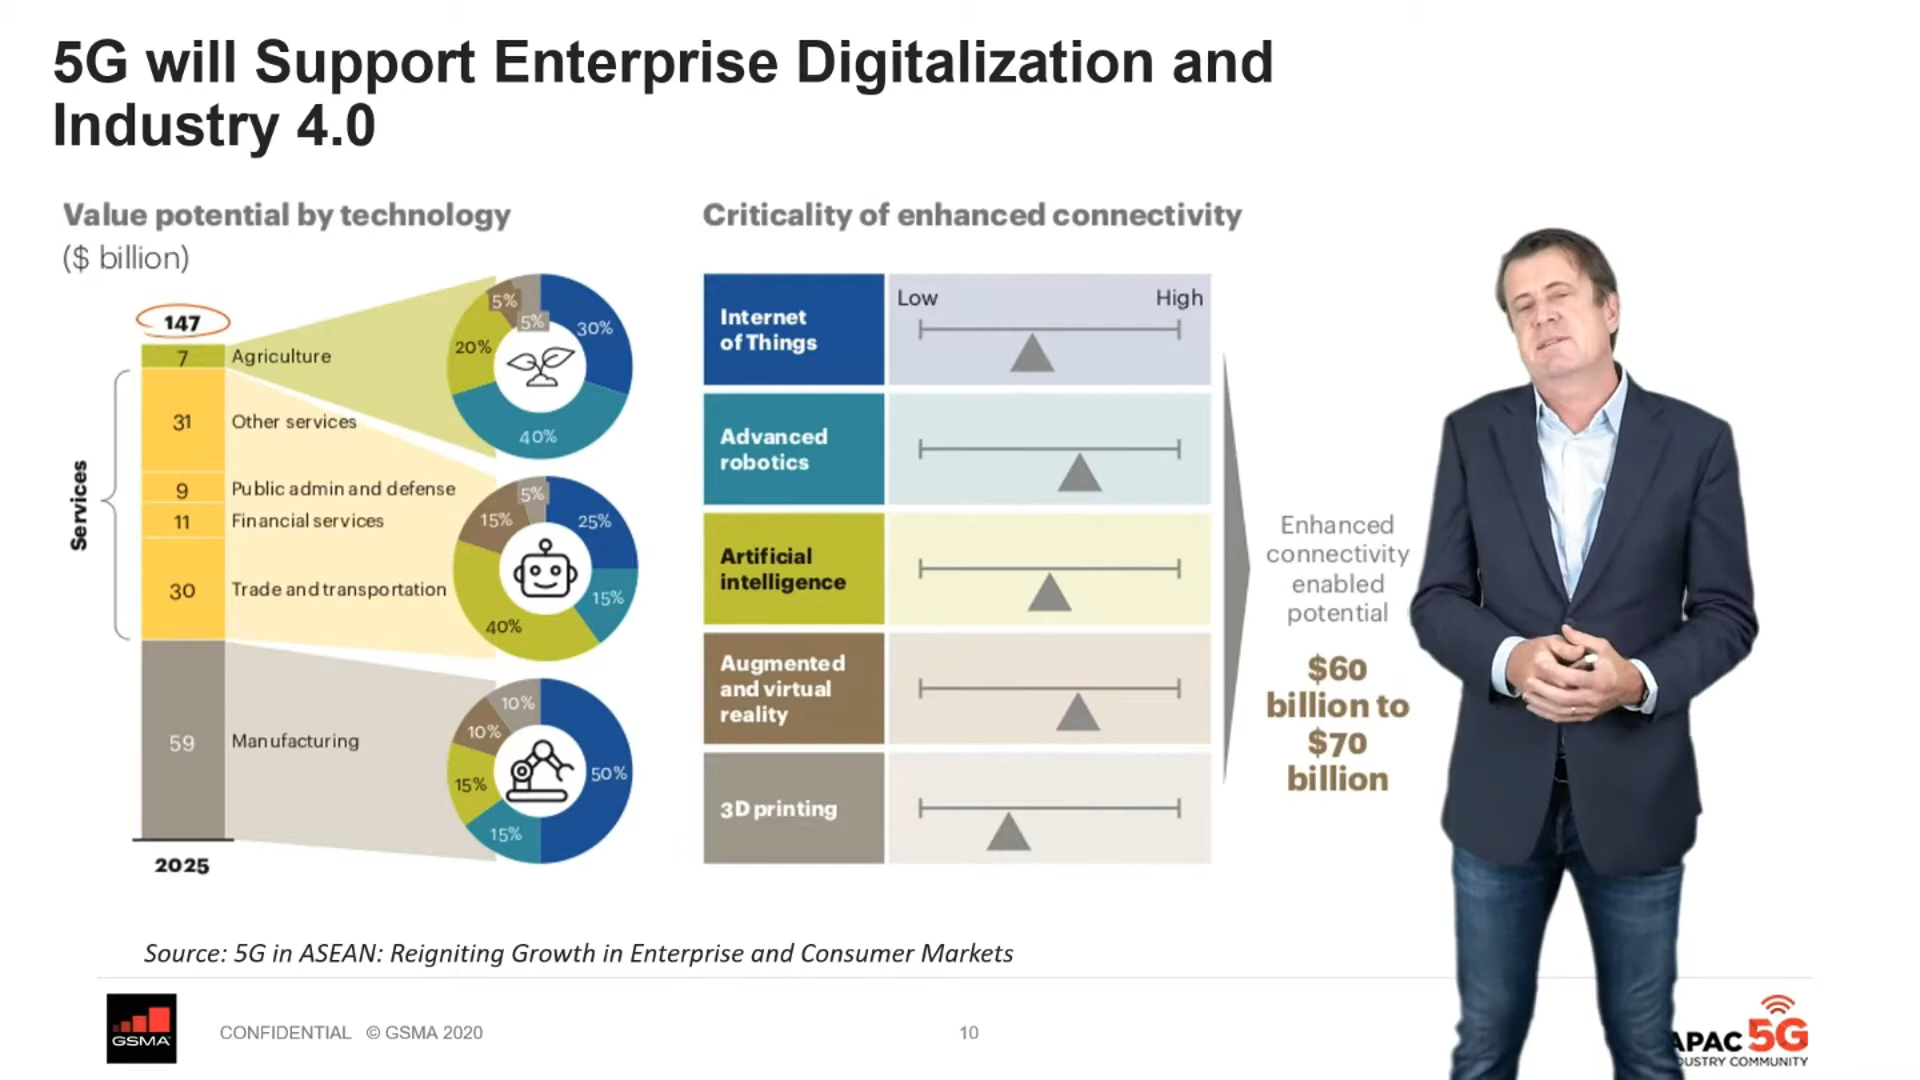 5G will Support Enterprise Digitalization and
Industry 4.0
Value potential by technology
($ billion)
147
7
Agriculture
31
Other services
9
Public admin and defense
11
Financial services
30
Trade and transportation
Services
59
Manufacturing
2025
5%
5%
30%
20%
40%
5%
25%
15%
15%
40%
10%
10%
50%
15%
15%
Criticality of enhanced connectivity
Low
High
Internet
of Things
Advanced
robotics
Artificial
intelligence
Augmented
and virtual
reality
3D printing
Enhanced
connectivity
enabled
potential
$60
billion to
$70
billion
Source: 5G in ASEAN: Reigniting Growth in Enterprise and Consumer Markets
GSMA
CONFIDENTIAL © GSMA 2020
10
APAC 5G
DUSTRY COMMUNITY